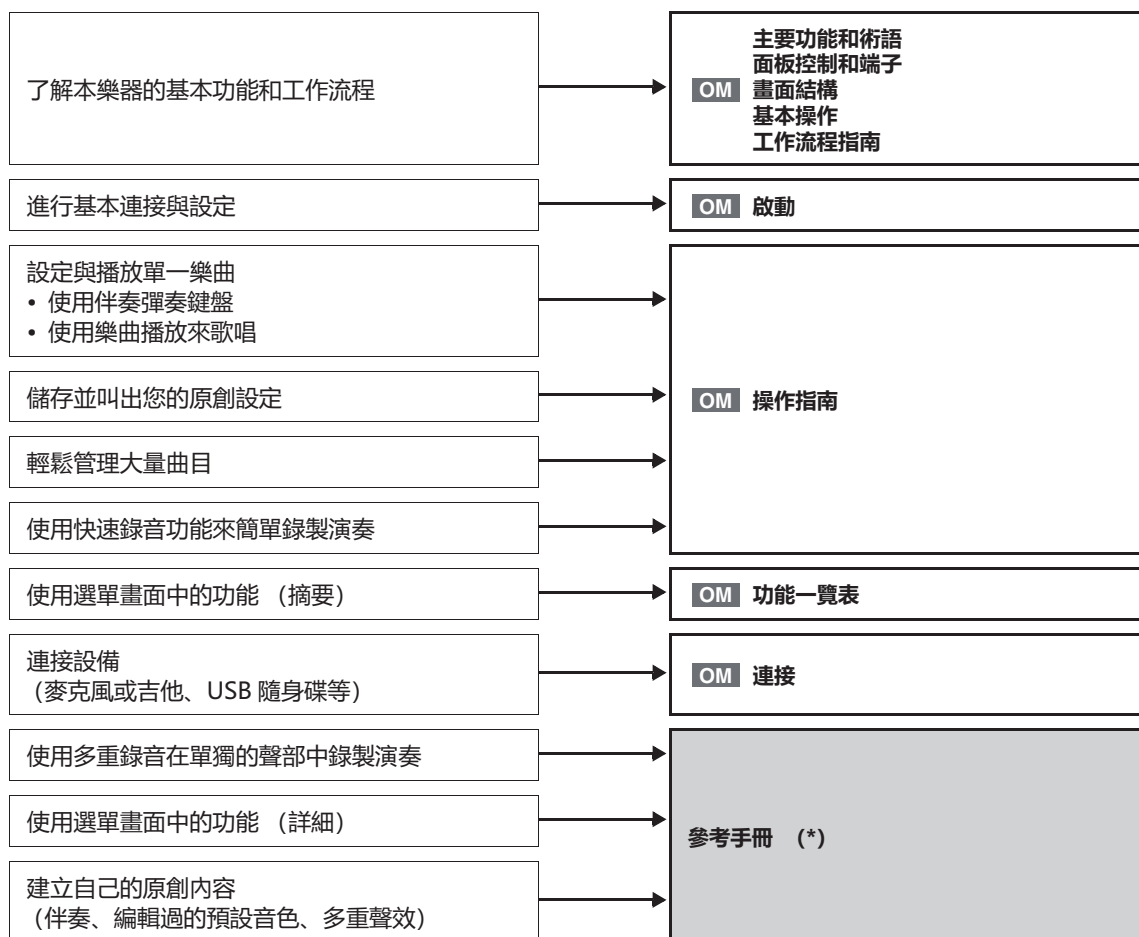 了解本樂器的基本功能和工作流程
OM
主要功能和術語
面板控制和端子
畫面結構
基本操作
工作流程指南
進行基本連接與設定
OM 啟動
設定與播放單一樂曲
• 使用伴奏彈奏鍵盤
• 使用樂曲播放來歌唱
儲存並叫出您的原創設定
輕鬆管理大量曲目
使用快速錄音功能來簡單錄製演奏
OM 操作指南
使用選單畫面中的功能 （摘要）
OM 功能一覽表
連接設備
（麥克風或吉他、USB 隨身碟等）
OM 連接
使用多重錄音在單獨的聲部中錄製演奏
使用選單畫面中的功能 （詳細）
建立自己的原創內容
（伴奏、編輯過的預設音色、多重聲效）
參考手冊 (*)